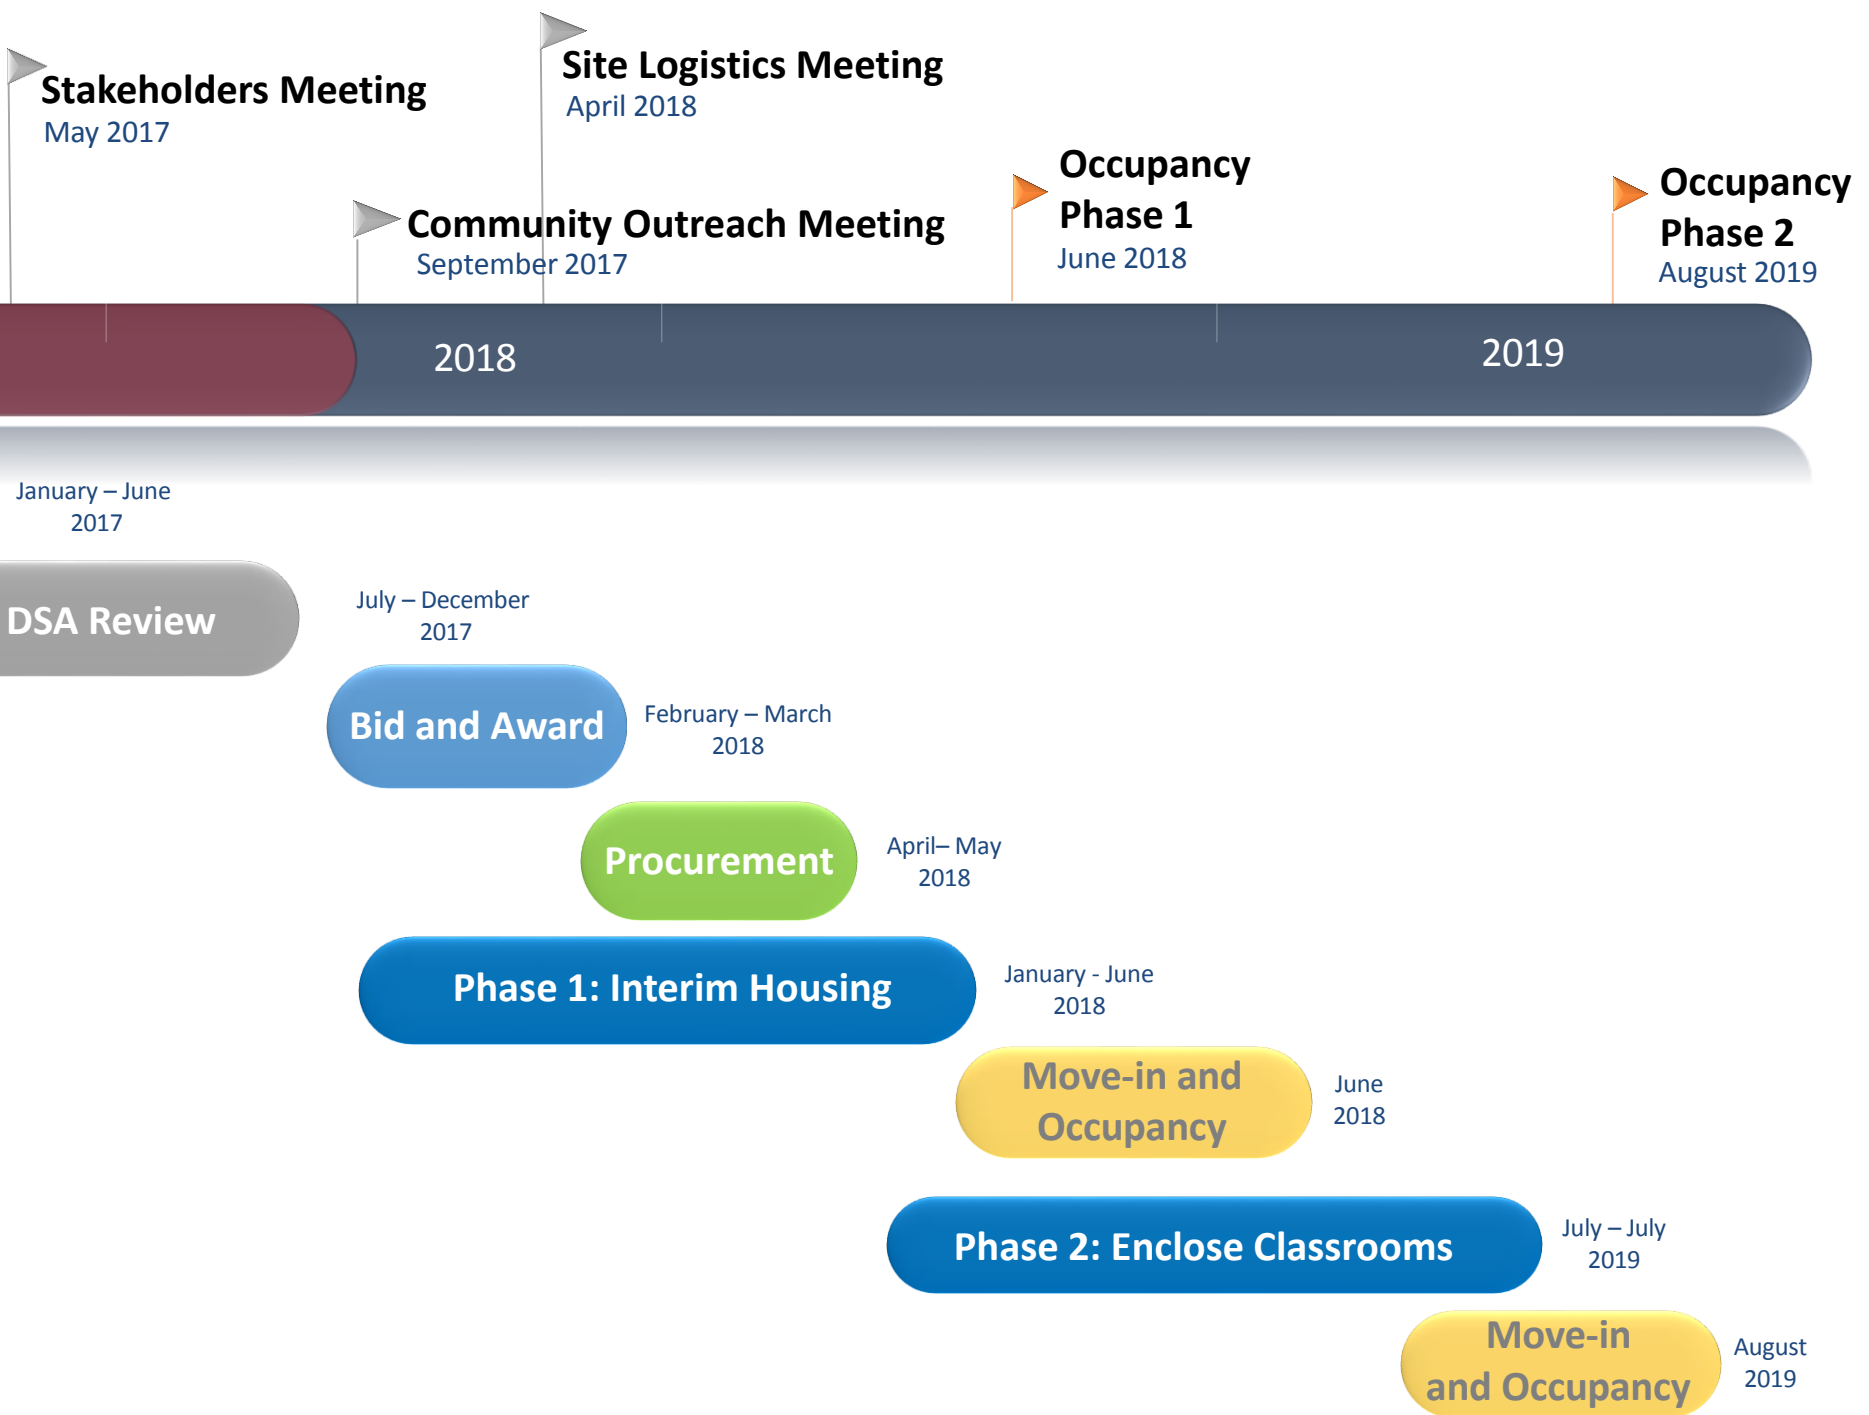 Stakeholders Meeting
May 2017
Site Logistics Meeting
April 2018
Community Outreach Meeting
September 2017
Occupancy
Phase 1
June 2018
Occupancy
Phase 2
August 2019
2018
2019
January – June
2017
DSA Review
July – December
2017
Bid and Award
February – March
2018
Procurement
April– May
2018
Phase 1: Interim Housing
January - June
2018
Move-in and
Occupancy
June
2018
Phase 2: Enclose Classrooms
July – July
2019
Move-in
and Occupancy
August
2019